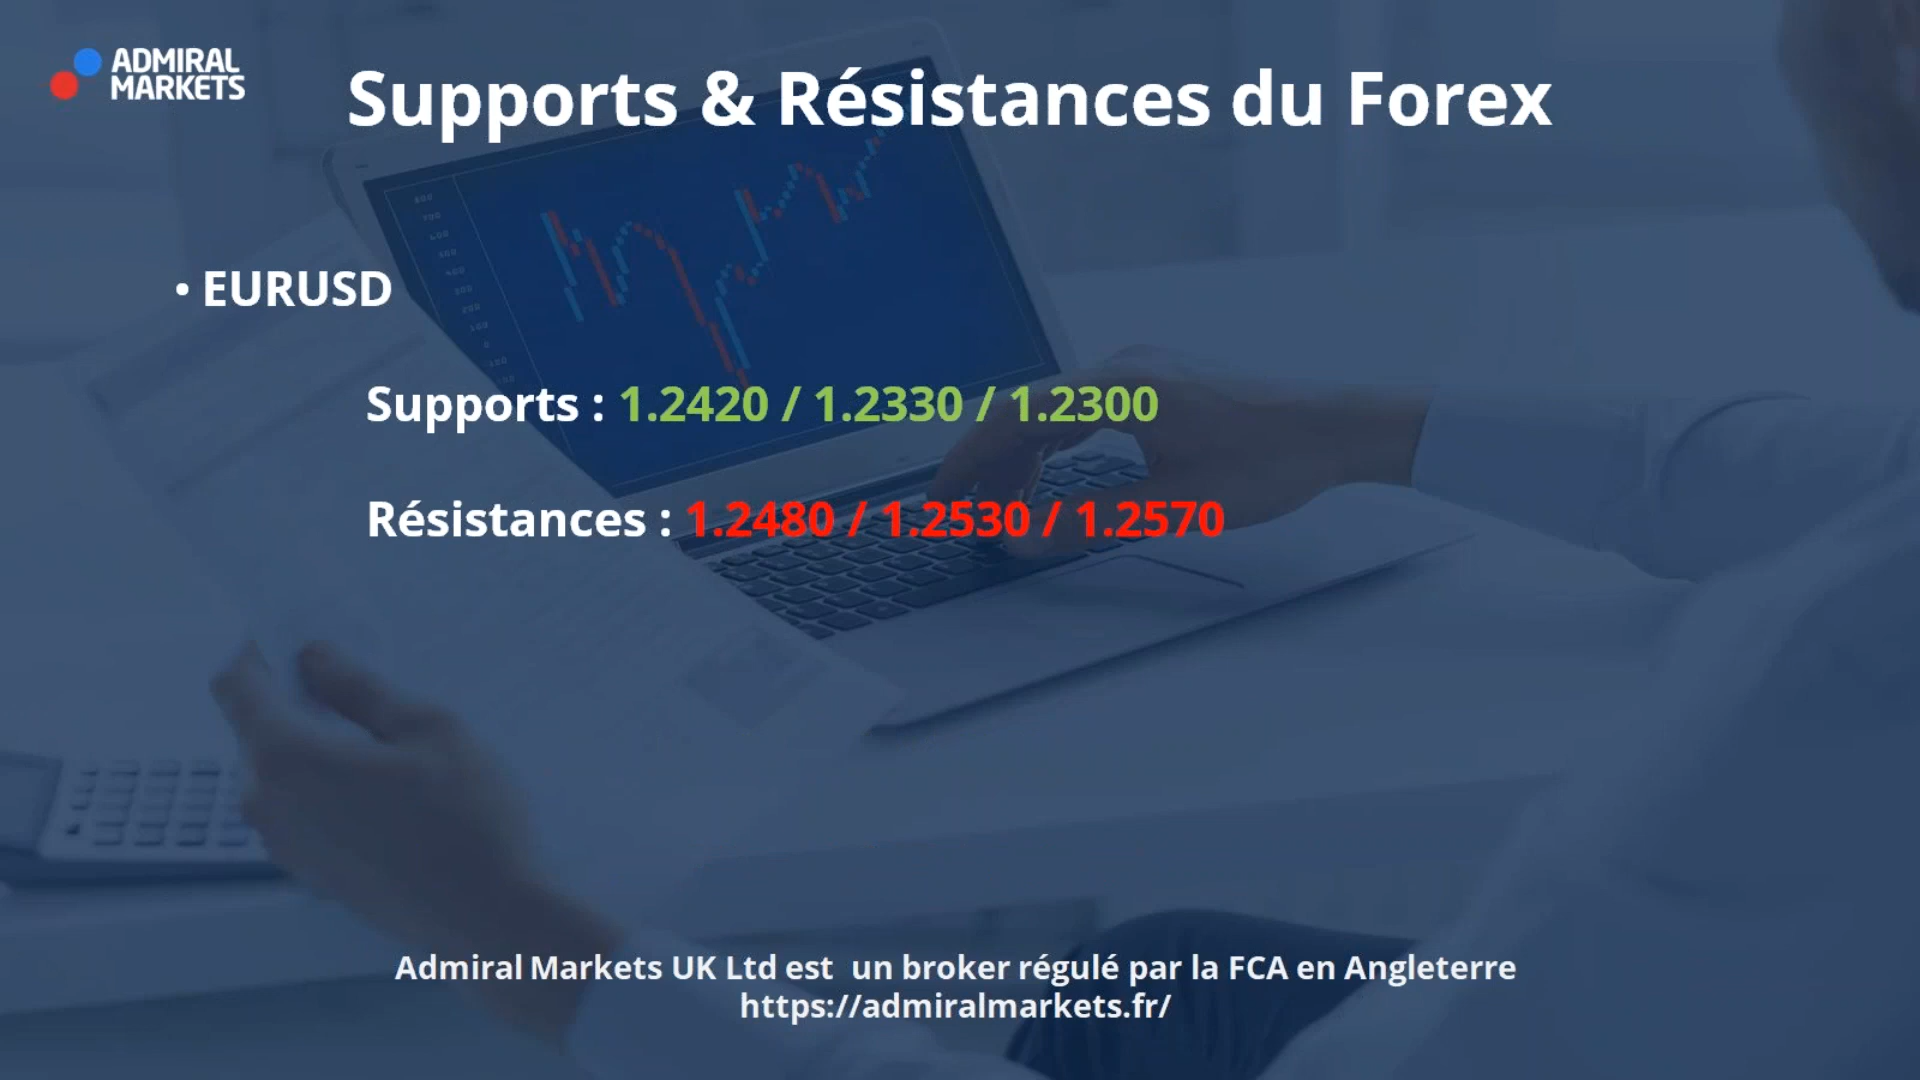 ADMIRAL
MARKETS
Supports & Résistances du Forex
• EURUSD
Supports : 1.2420 / 1.2330 / 1.2300
Résistances : 1.2480 / 1.2530 / 1.2570
Admiral Markets UK Ltd est  un broker régulé par la FCA en Angleterre
https://admiralmarkets.fr/